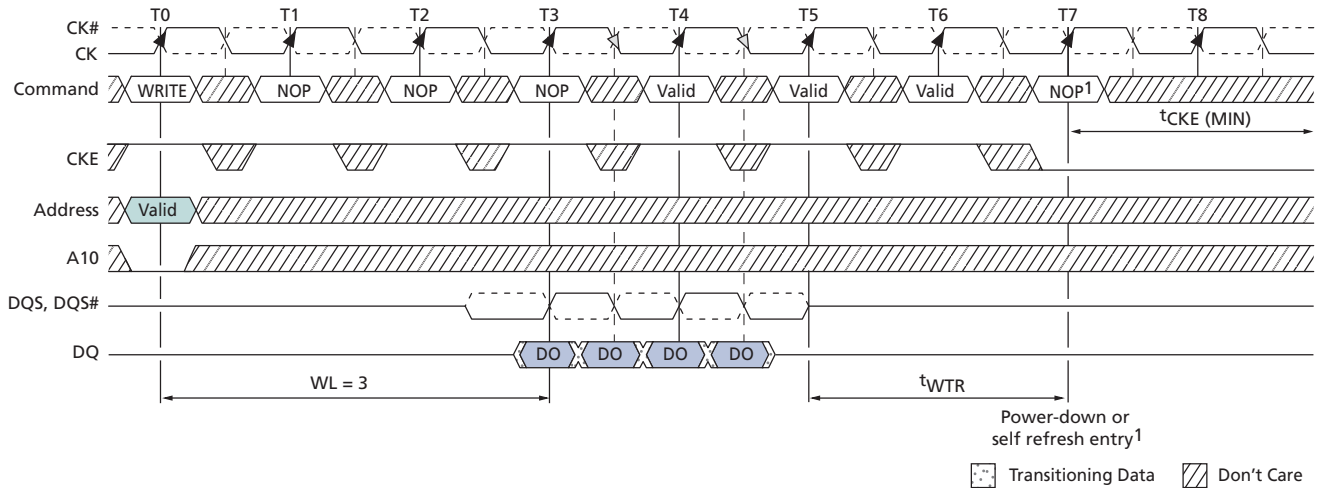 T0 T1 T2 T3 T4 T5 T6 T7 T8
CK#
CK
Command WRITE NOP NOP NOP Valid Valid Valid NOP1
tCKE (MIN)
CKE
Address Valid
A10
DQS, DQS#
DQ DO DO DO DO
WL = 3 tWTR
Power-down or
self refresh entry1
Transitioning Data Don't Care